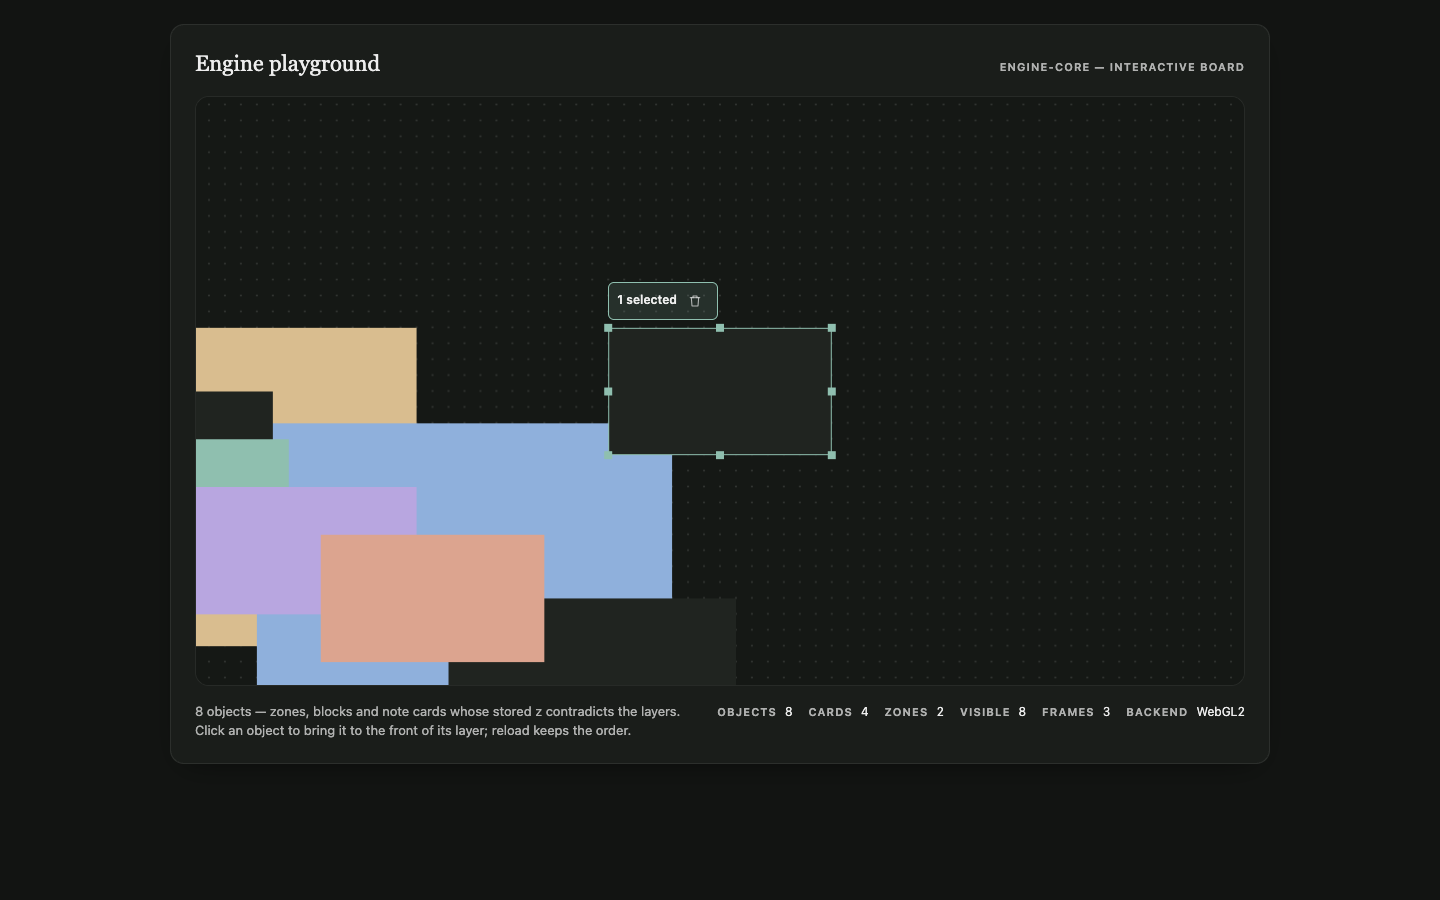 Engine playground
ENGINE-CORE — INTERACTIVE BOARD
1 selected
8 objects — zones, blocks and note cards whose stored z contradicts the layers.
Click an object to bring it to the front of its layer; reload keeps the order.
OBJECTS 8 CARDS 4 ZONES 2 VISIBLE 8 FRAMES 3 BACKEND WebGL2